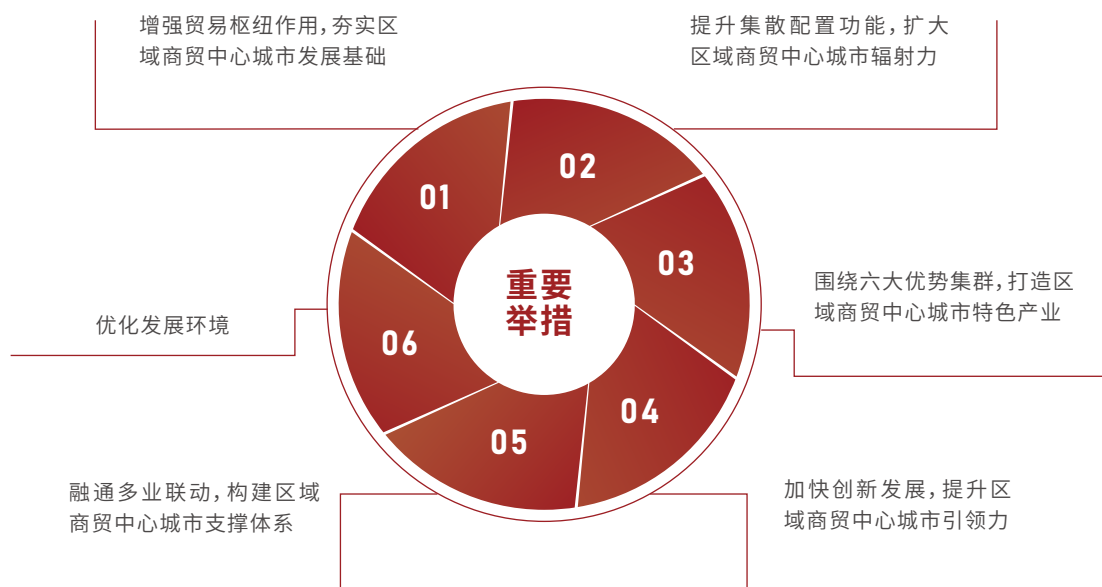 增强贸易枢纽作用，夯实区
域商贸中心城市发展基础
提升集散配置功能，扩大
区域商贸中心城市辐射力
01
02
03
04
05
06
重要
举措
围绕六大优势集群，打造区
域商贸中心城市特色产业
优化发展环境
融通多业联动，构建区域
商贸中心城市支撑体系
加快创新发展，提升区
域商贸中心城市引领力